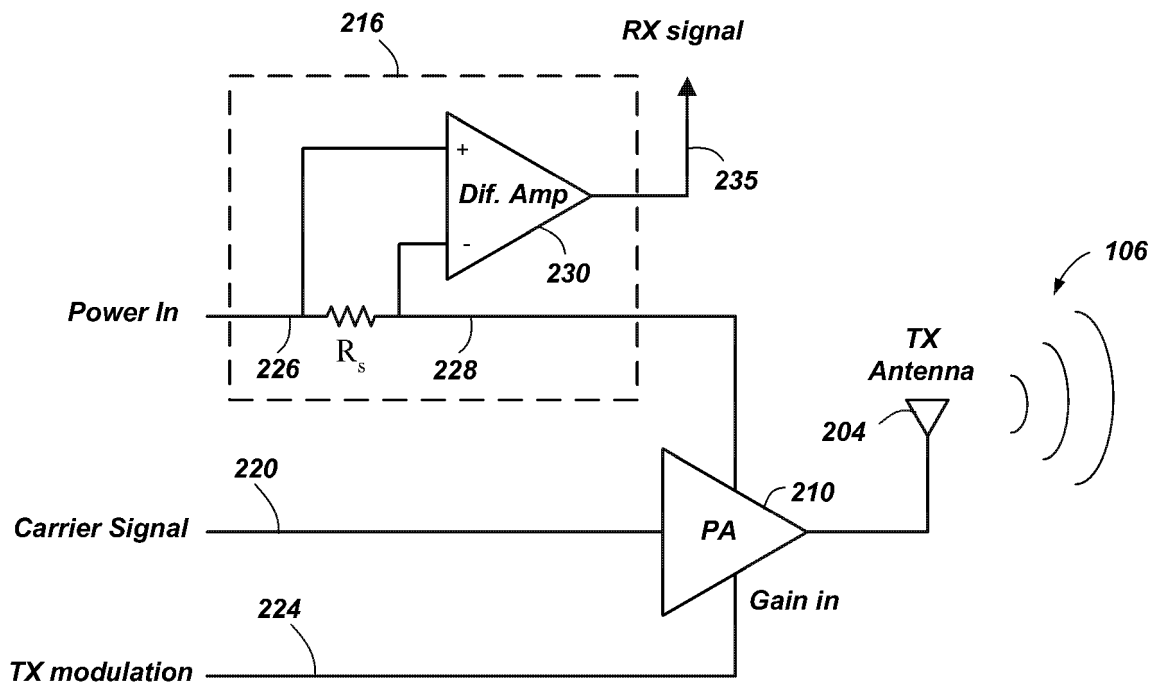 216
RX signal
+
Dif. Amp
235
-
230
106
Power In
226
Rs
228
TX
Antenna
204
220
210
Carrier Signal
PA
224
Gain in
TX modulation